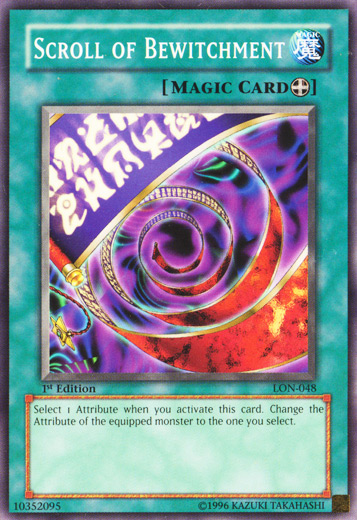 SCROLL OF BEWITCHMENT
MAGIC
魔
[MAGIC CARD]
1st Edition
LON-048
Select 1 Attribute when you activate this card. Change the
Attribute of the equipped monster to the one you select.
10352095
©1996 KAZUKI TAKAHASHI